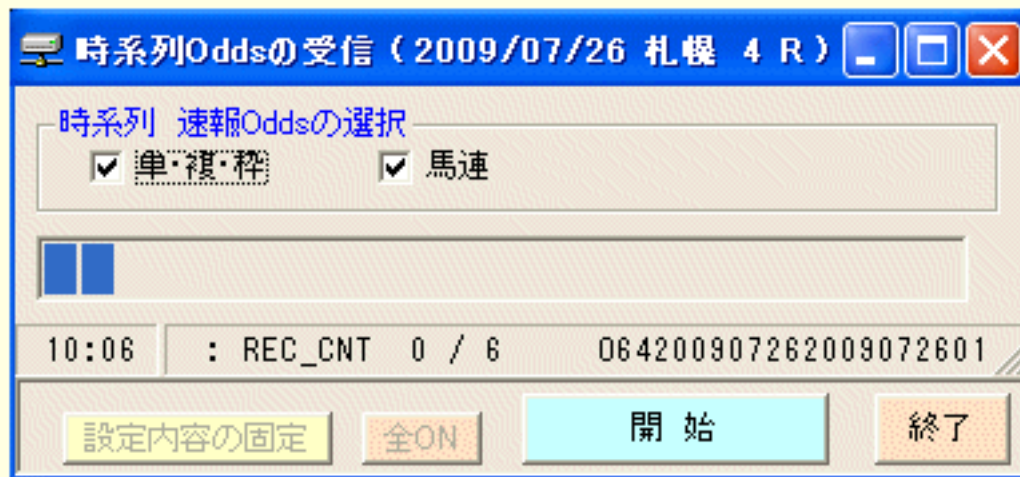 時系列Oddsの受信 ( 2009/07/26 札幌 4 R )
時系列 速報Oddsの選択
単・複・枠 馬連
10:06 : REC_CNT 0 / 6 064200907262009072601
設定内容の固定 全ON 開 始 終了